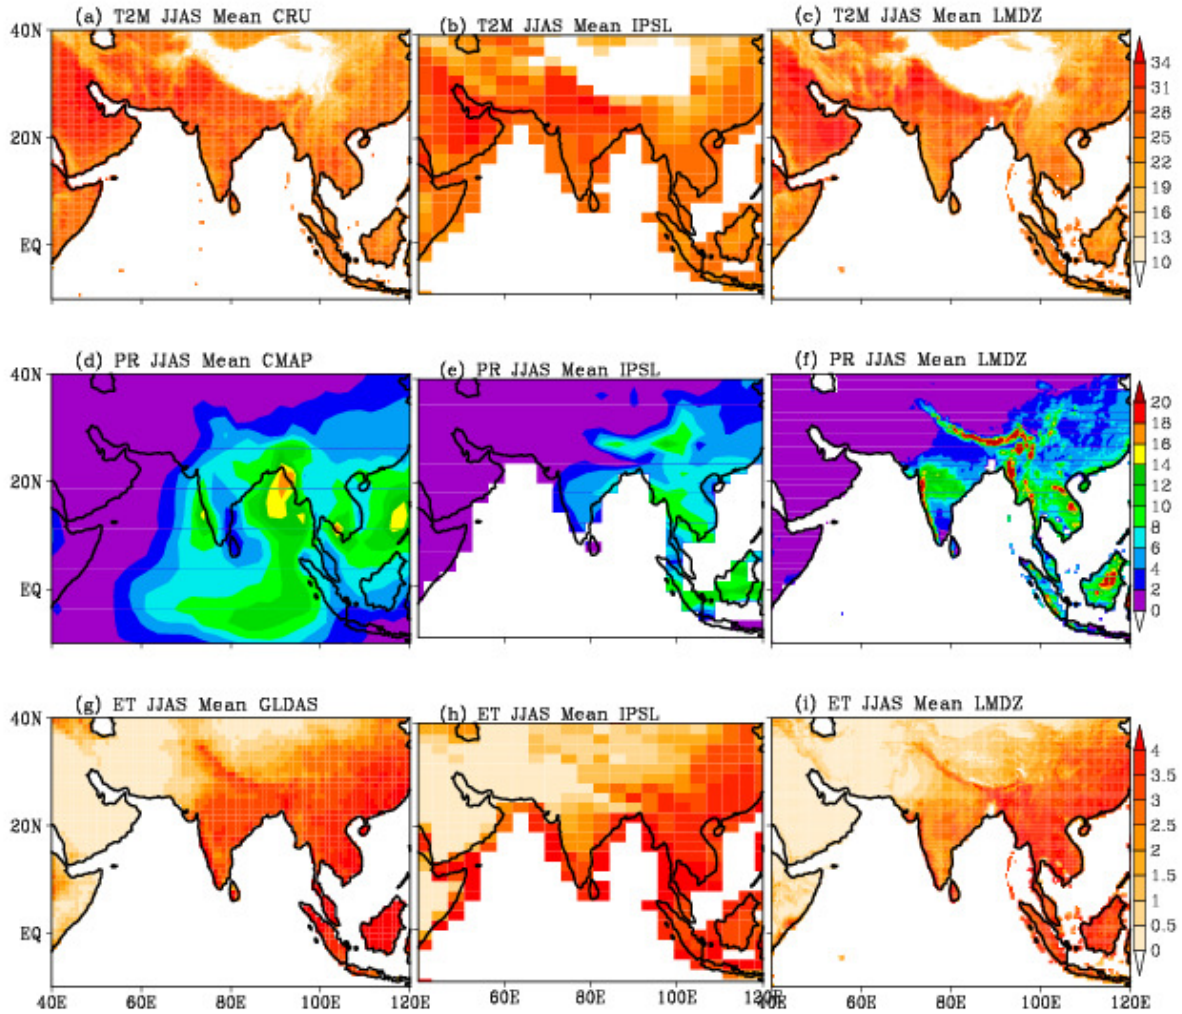 (a) T2M JJAS Mean CRU
(b) T2M JJAS Mean IPSL
(c) T2M JJAS Mean LMDZ
40N
20N
EQ
40E 60E 80E 100E 120E
34
31
28
25
22
19
16
13
10
(d) PR JJAS Mean CMAP
(e) PR JJAS Mean IPSL
(f) PR JJAS Mean LMDZ
40N
20N
EQ
20
18
16
14
12
10
8
6
4
2
0
(g) ET JJAS Mean GLDAS
(h) ET JJAS Mean IPSL
(i) ET JJAS Mean LMDZ
40N
20N
EQ
4
3.5
3
2.5
2
1.5
1
0.5
0
40E 60E 80E 100E 120E
60E 80E 100E
60E 80E 100E 120E